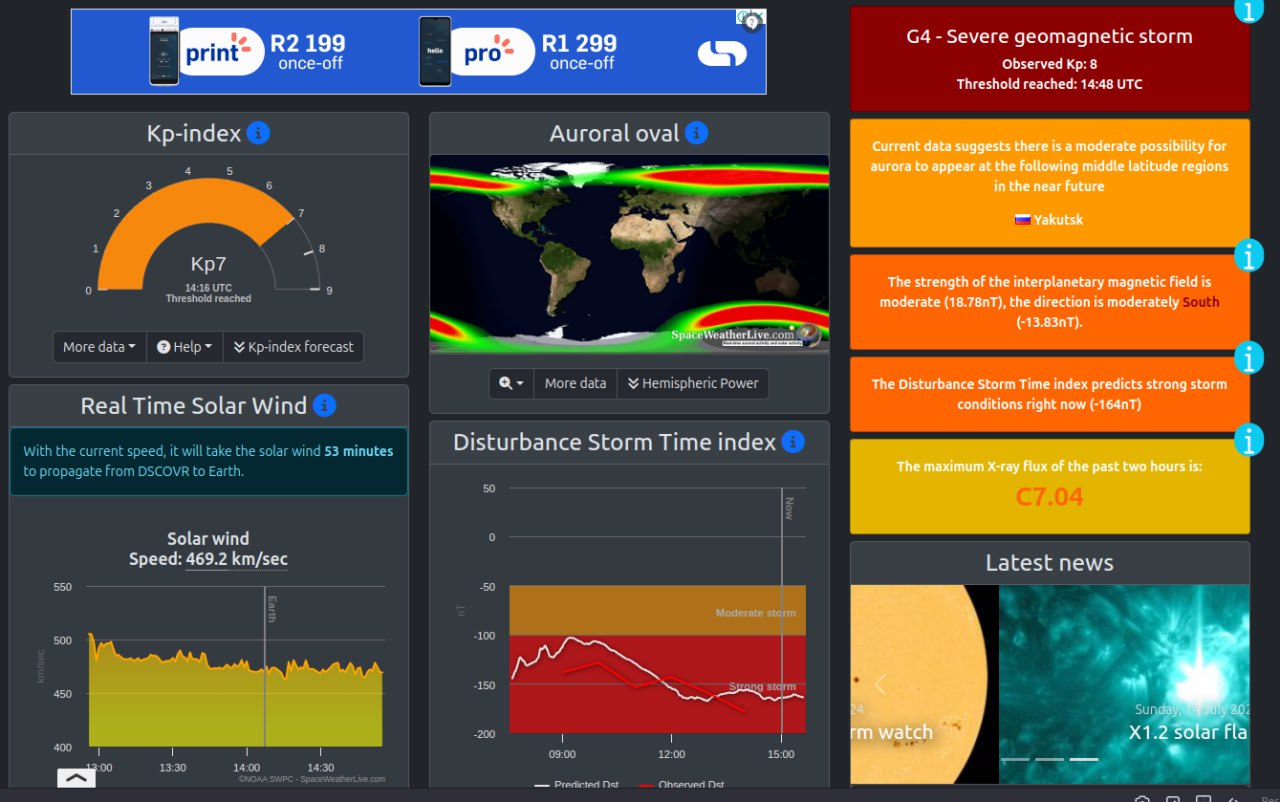 print
R2 199
once-off
hello
pro
R1 299
once-off
Kp-index
0
1
2
3
4
5
6
7
8
9
Kp7
14:16 UTC
Threshold reached
More data
Help
Kp-index forecast
Real Time Solar Wind
With the current speed, it will take the solar wind 53 minutes
to propagate from DSCOVR to Earth.
Solar wind
Speed: 469.2 km/sec
550
500
450
400
km/sec
Earth
13:00
13:30
14:00
14:30
©NOAA SWPC - SpaceWeatherLive.com
Auroral oval
SpaceWeatherLive.com
Real-time auroral activity and solar activity
More data
Hemispheric Power
Disturbance Storm Time index
50
0
-50
-100
-150
-200
nT
Now
Moderate storm
Strong storm
09:00
12:00
15:00
Predicted Dst
Observed Dst
G4 - Severe geomagnetic storm
Observed Kp: 8
Threshold reached: 14:48 UTC
Current data suggests there is a moderate possibility for
aurora to appear at the following middle latitude regions
in the near future
Yakutsk
The strength of the interplanetary magnetic field is
moderate (18.78nT), the direction is moderately South
(-13.83nT).
The Disturbance Storm Time index predicts strong storm
conditions right now (-164nT)
The maximum X-ray flux of the past two hours is:
C7.04
Latest news
24
rm watch
Sunday, 14 July 202
X1.2 solar fla